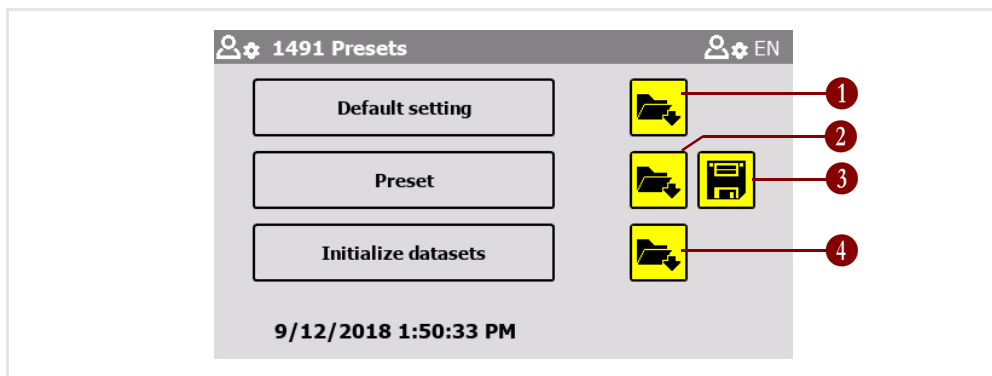 1491 Presets EN
Default setting 1
2
Preset 3
Initialize datasets 4
9/12/2018 1:50:33 PM